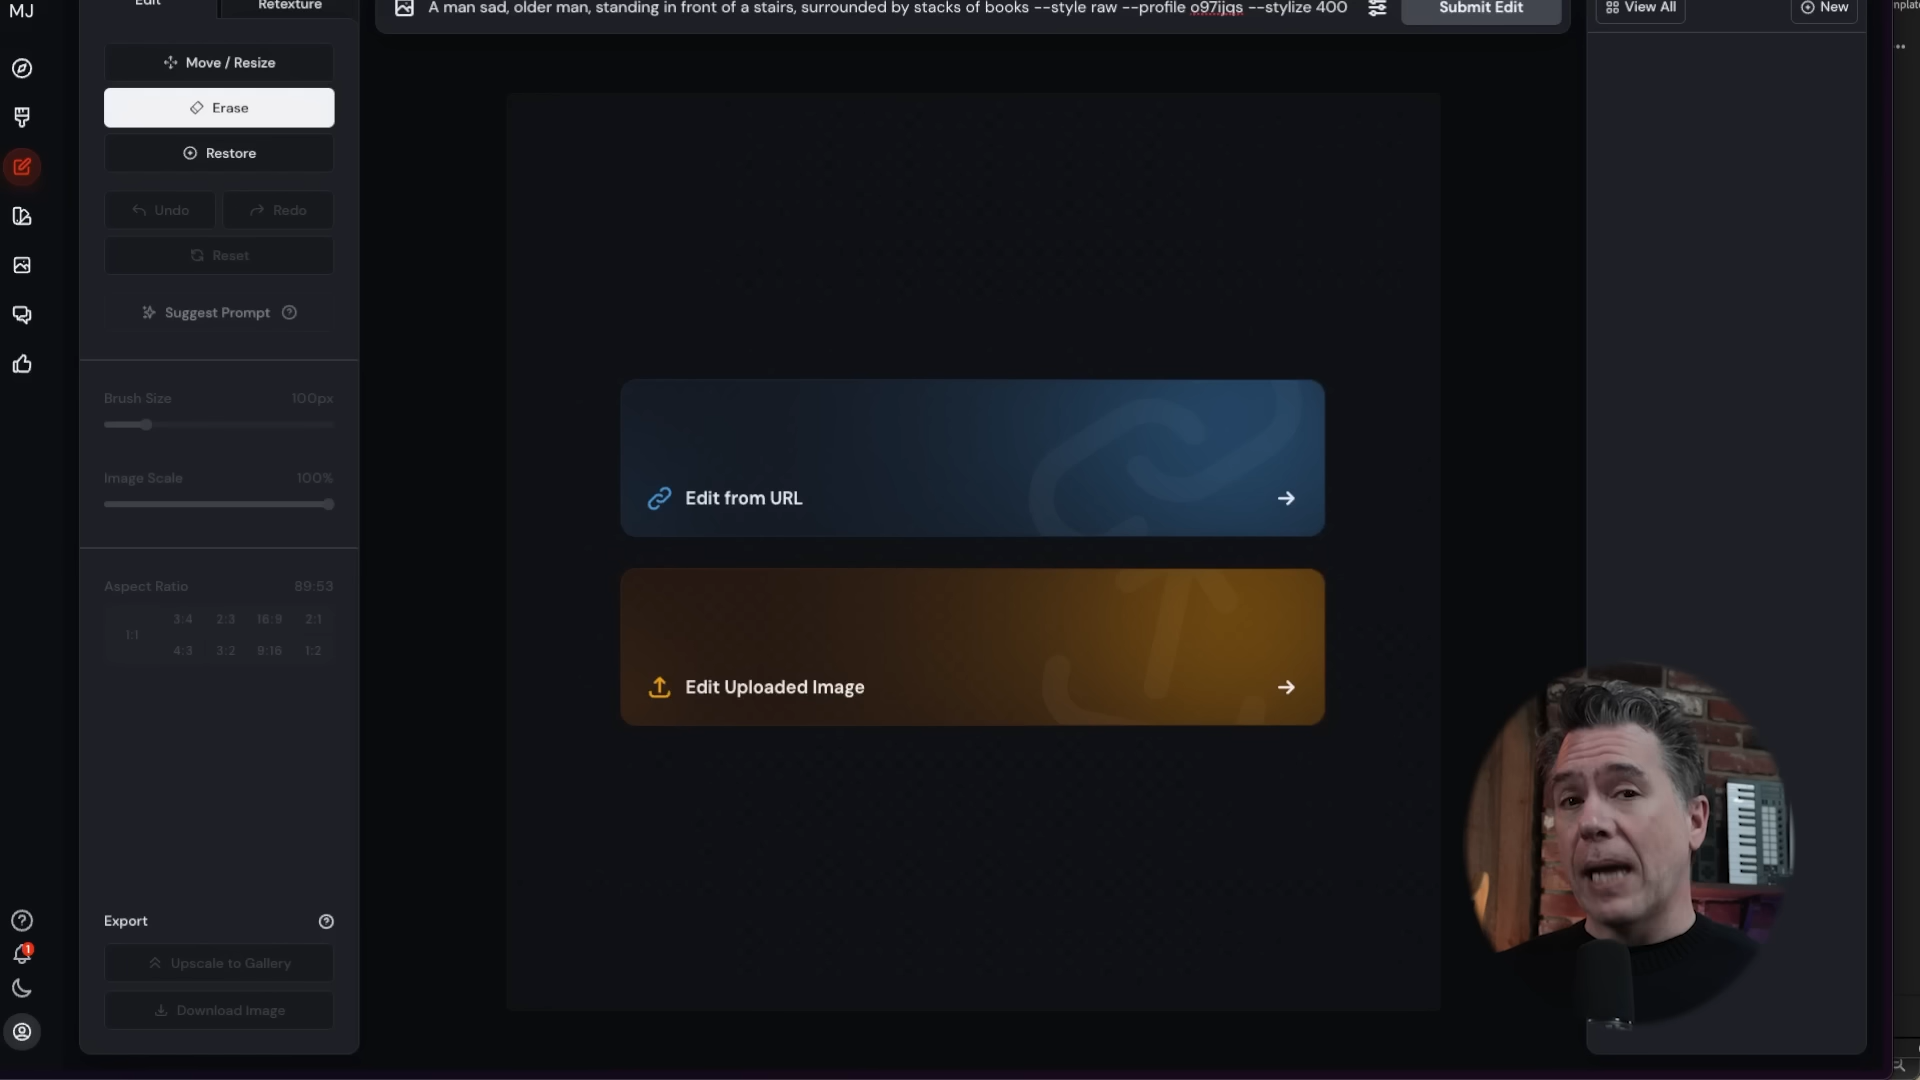 MJ
Edit
Retexture
A man sad, older man, standing in front of a stairs, surrounded by stacks of books --style raw --profile o97ijqs --stylize 400
Submit Edit
View All
New
Move / Resize
Erase
Restore
Undo
Redo
Reset
Suggest Prompt
Brush Size
100px
Image Scale
100%
Edit from URL
Edit Uploaded Image
Aspect Ratio
89:53
1:1
3:4
2:3
16:9
2:1
4:3
3:2
9:16
1:2
Export
1
Upscale to Gallery
Download Image